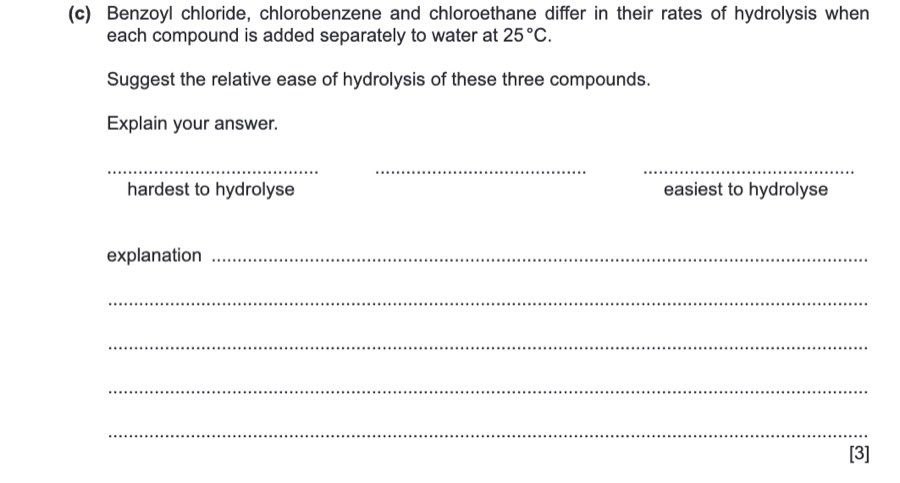 (c) Benzoyl chloride, chlorobenzene and chloroethane differ in their rates of hydrolysis when
each compound is added separately to water at 25 °C.
Suggest the relative ease of hydrolysis of these three compounds.
Explain your answer.
hardest to hydrolyse easiest to hydrolyse
explanation
[3]